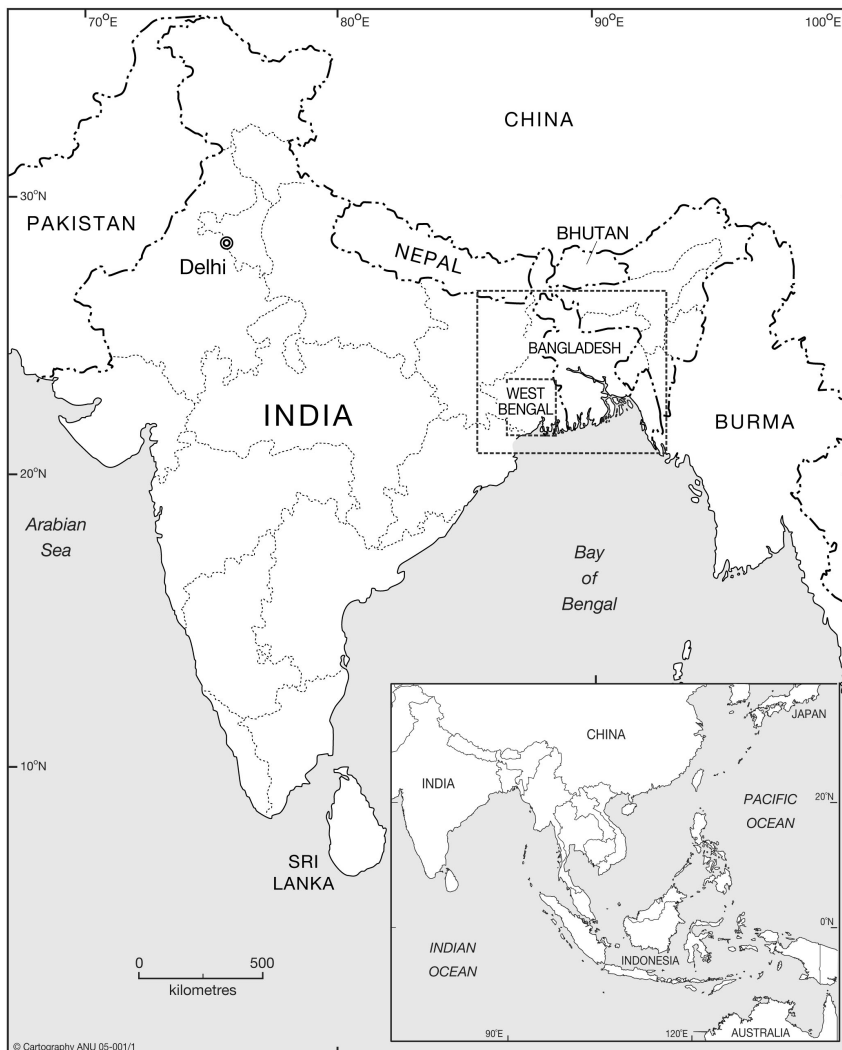 70°E
80°E
90°E
100°E
CHINA
30°N
PAKISTAN
BHUTAN
NEPAL
Delhi
BANGLADESH
WEST
BENGAL
INDIA
BURMA
20°N
Arabian
Sea
Bay
of
Bengal
10°N
SRI
LANKA
0
500
kilometres
JAPAN
CHINA
INDIA
PACIFIC
OCEAN
20°N
0°N
INDIAN
OCEAN
INDONESIA
90°E
120°E
AUSTRALIA
© Cartography ANU 05-001/1